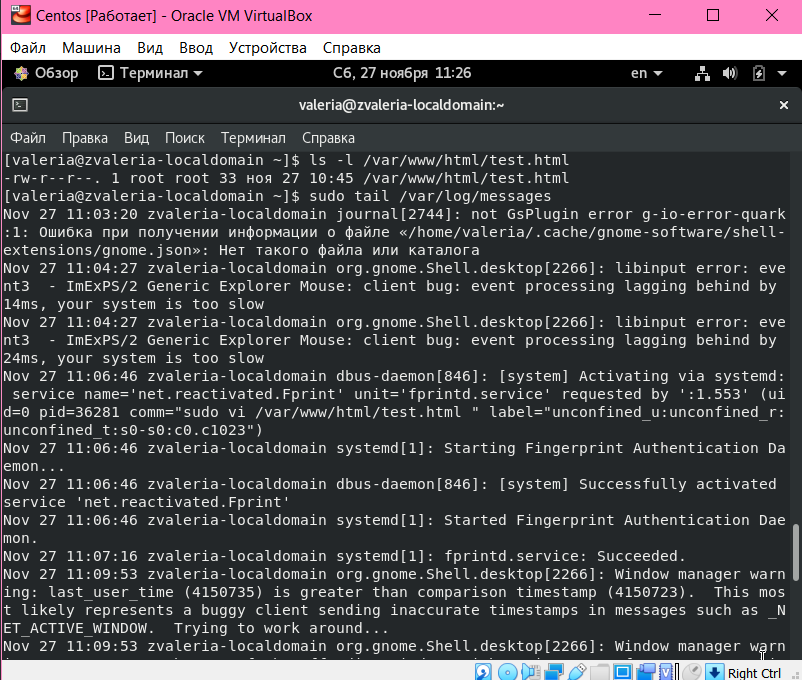 Centos [Работает] - Oracle VM VirtualBox
Файл Машина Вид Ввод Устройства Справка
Обзор Терминал Сб, 27 ноября 11:26 en
valeria@zvaleria-localdomain:~
Файл Правка Вид Поиск Терминал Справка
[valeria@zvaleria-localdomain ~]$ ls -l /var/www/html/test.html
-rw-r--r--. 1 root root 33 ноя 27 10:45 /var/www/html/test.html
[valeria@zvaleria-localdomain ~]$ sudo tail /var/log/messages
Nov 27 11:03:20 zvaleria-localdomain journal[2744]: not GsPlugin error g-io-error-quark
:1: Ошибка при получении информации о файле «/home/valeria/.cache/gnome-software/shell-
extensions/gnome.json»: Нет такого файла или каталога
Nov 27 11:04:27 zvaleria-localdomain org.gnome.Shell.desktop[2266]: libinput error: eve
nt3  - ImExPS/2 Generic Explorer Mouse: client bug: event processing lagging behind by
14ms, your system is too slow
Nov 27 11:04:27 zvaleria-localdomain org.gnome.Shell.desktop[2266]: libinput error: eve
nt3  - ImExPS/2 Generic Explorer Mouse: client bug: event processing lagging behind by
24ms, your system is too slow
Nov 27 11:06:46 zvaleria-localdomain dbus-daemon[846]: [system] Activating via systemd:
 service name='net.reactivated.Fprint' unit='fprintd.service' requested by ':1.553' (ui
d=0 pid=36281 comm="sudo vi /var/www/html/test.html " label="unconfined_u:unconfined_r:
unconfined_t:s0-s0:c0.c1023")
Nov 27 11:06:46 zvaleria-localdomain systemd[1]: Starting Fingerprint Authentication Da
emon...
Nov 27 11:06:46 zvaleria-localdomain dbus-daemon[846]: [system] Successfully activated
service 'net.reactivated.Fprint'
Nov 27 11:06:46 zvaleria-localdomain systemd[1]: Started Fingerprint Authentication Dae
mon.
Nov 27 11:07:16 zvaleria-localdomain systemd[1]: fprintd.service: Succeeded.
Nov 27 11:09:53 zvaleria-localdomain org.gnome.Shell.desktop[2266]: Window manager warn
ing: last_user_time (4150735) is greater than comparison timestamp (4150723).  This mos
t likely represents a buggy client sending inaccurate timestamps in messages such as _N
ET_ACTIVE_WINDOW.  Trying to work around...
Nov 27 11:09:53 zvaleria-localdomain org.gnome.Shell.desktop[2266]: Window manager warn
Right Ctrl